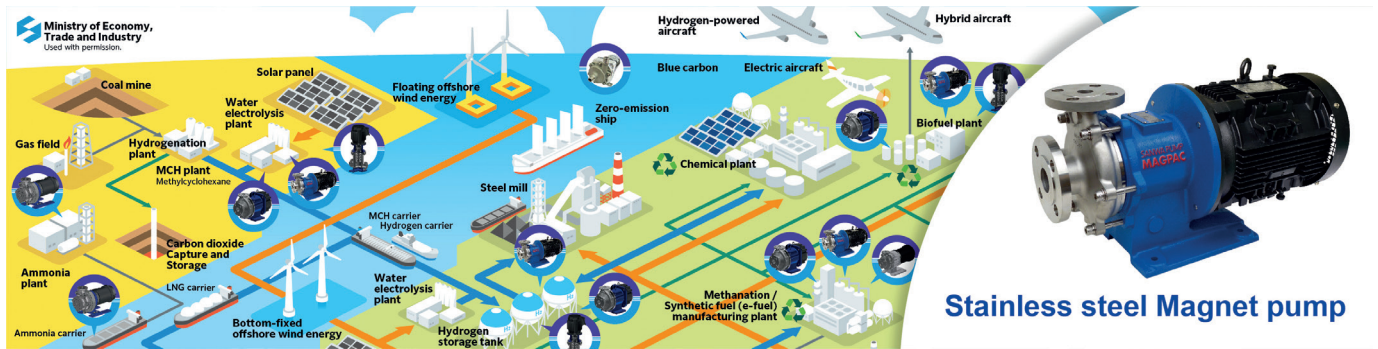 Ministry of Economy,
Trade and Industry
Used with permission.
Coal mine
Solar panel
Water
electrolysis
plant
Gas field
Hydrogenation
plant
MCH plant
Methylcyclohexane
Ammonia
plant
Carbon dioxide
Capture and
Storage
LNG carrier
Ammonia carrier
Floating offshore
wind energy
Bottom-fixed
offshore wind energy
MCH carrier
Hydrogen carrier
Water
electrolysis
plant
Hydrogen
storage tank
H2
Steel mill
Zero-emission
ship
Blue carbon
Hydrogen-powered
aircraft
Electric aircraft
Hybrid aircraft
Chemical plant
Biofuel plant
Methanation /
Synthetic fuel (e-fuel)
manufacturing plant
MAGPAC
Stainless steel Magnet pump